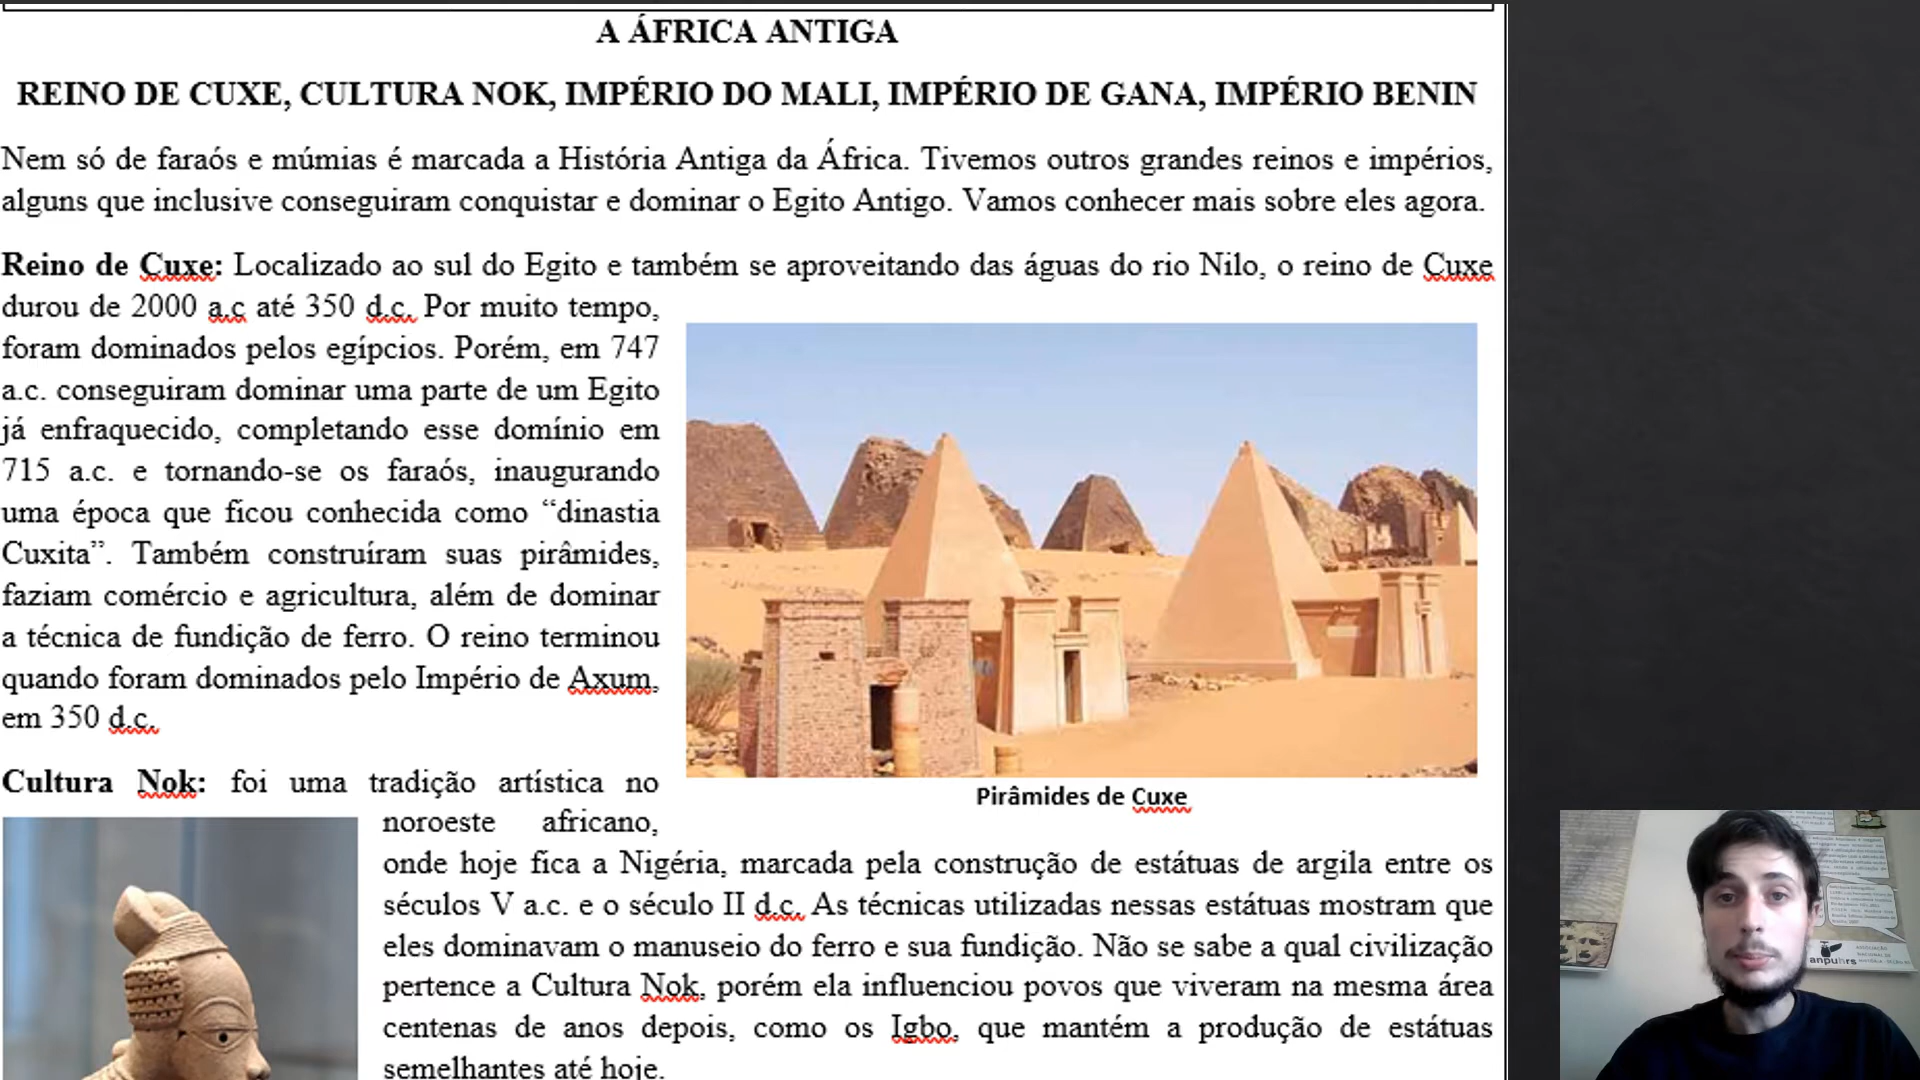 A ÁFRICA ANTIGA
REINO DE CUXE, CULTURA NOK, IMPÉRIO DO MALI, IMPÉRIO DE GANA, IMPÉRIO BENIN
Nem só de faraós e múmias é marcada a História Antiga da África. Tivemos outros grandes reinos e impérios,
alguns que inclusive conseguiram conquistar e dominar o Egito Antigo. Vamos conhecer mais sobre eles agora.
Reino de Cuxe: Localizado ao sul do Egito e também se aproveitando das águas do rio Nilo, o reino de Cuxe
durou de 2000 a.c até 350 d.c. Por muito tempo,
foram dominados pelos egípcios. Porém, em 747
a.c. conseguiram dominar uma parte de um Egito
já enfraquecido, completando esse domínio em
715 a.c. e tornando-se os faraós, inaugurando
uma época que ficou conhecida como “dinastia
Cuxita”. Também construíram suas pirâmides,
faziam comércio e agricultura, além de dominar
a técnica de fundição de ferro. O reino terminou
quando foram dominados pelo Império de Axum,
em 350 d.c.
Pirâmides de Cuxe
Cultura Nok: foi uma tradição artística no
noroeste africano,
onde hoje fica a Nigéria, marcada pela construção de estátuas de argila entre os
séculos V a.c. e o século II d.c. As técnicas utilizadas nessas estátuas mostram que
eles dominavam o manuseio do ferro e sua fundição. Não se sabe a qual civilização
pertence a Cultura Nok, porém ela influenciou povos que viveram na mesma área
centenas de anos depois, como os Igbo, que mantém a produção de estátuas
semelhantes até hoje.
anpuhrs